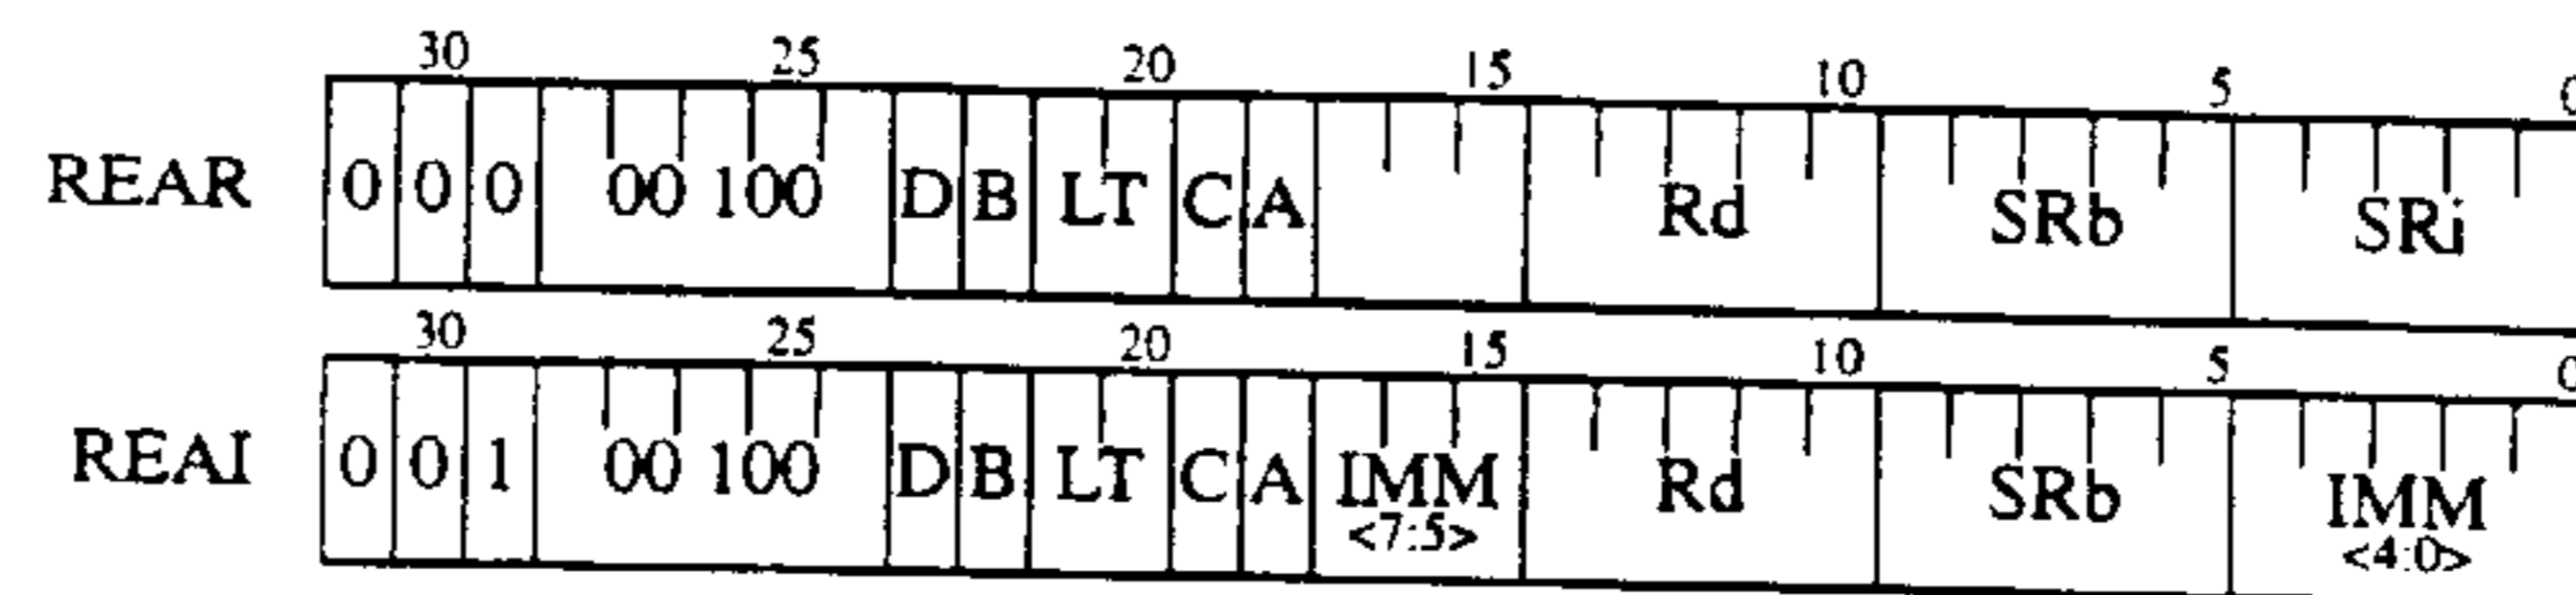 30 25 20 15 10 5 0
REAR 0 0 0 00 100 D B LT C A Rd SRb SRi
30 25 20 15 10 5 0
REAI 0 0 1 00 100 D B LT C A IMM Rd SRb IMM
<7:5> <4:0>